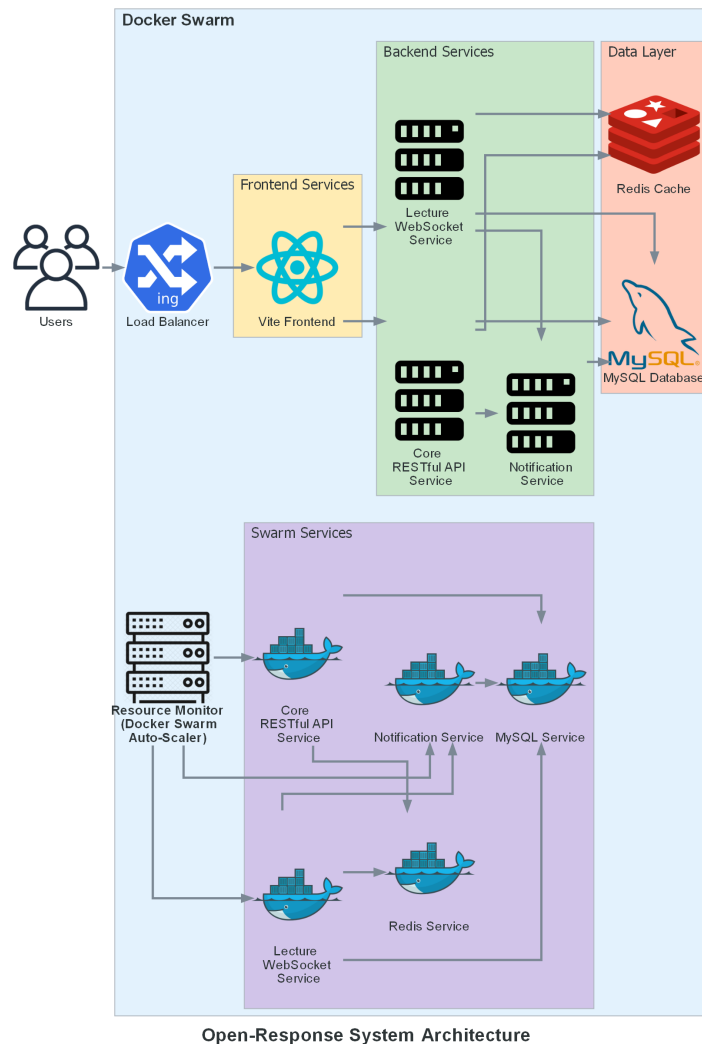 Docker Swarm
Backend Services
Data Layer
Redis Cache
Frontend Services
Lecture
WebSocket
Service
ing
Users
Load Balancer
Vite Frontend
MySQL®
MySQL Database
Core
RESTful API
Service
Notification
Service
Swarm Services
Resource Monitor
(Docker Swarm
Auto-Scaler)
Core
RESTful API
Service
Notification Service
MySQL Service
Redis Service
Lecture
WebSocket
Service
Open-Response System Architecture